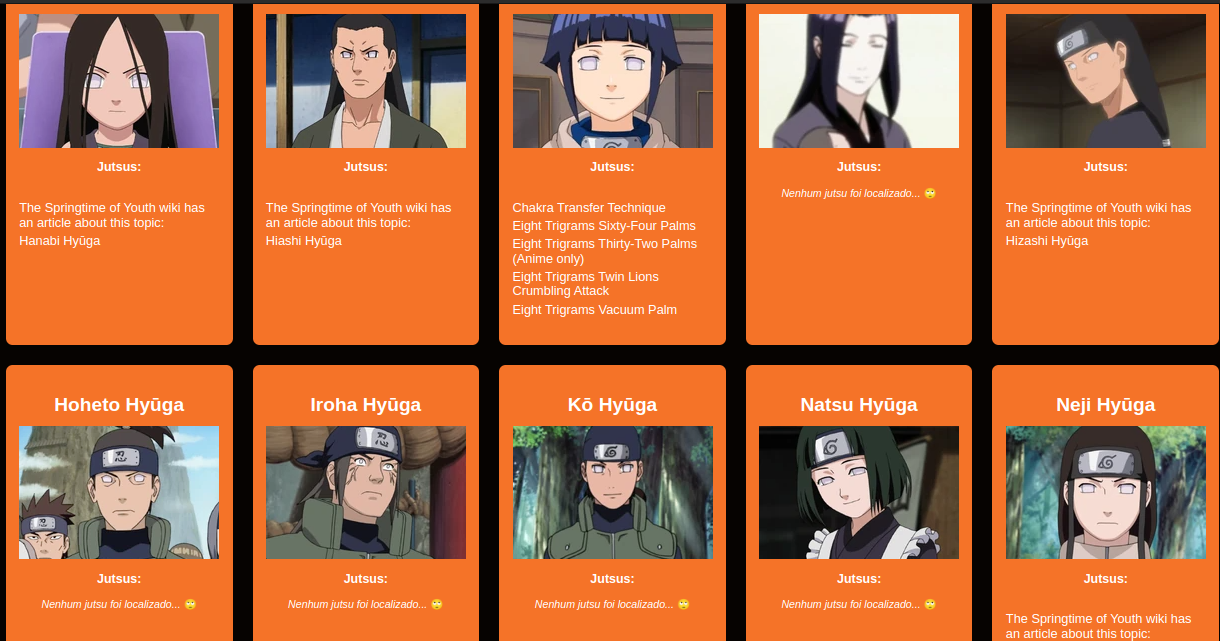 Jutsus:
The Springtime of Youth wiki has
an article about this topic:
Hanabi Hyūga
Jutsus:
The Springtime of Youth wiki has
an article about this topic:
Hiashi Hyūga
Jutsus:
Chakra Transfer Technique
Eight Trigrams Sixty-Four Palms
Eight Trigrams Thirty-Two Palms
(Anime only)
Eight Trigrams Twin Lions
Crumbling Attack
Eight Trigrams Vacuum Palm
Jutsus:
Nenhum jutsu foi localizado... 🙄
Jutsus:
The Springtime of Youth wiki has
an article about this topic:
Hizashi Hyūga
Hoheto Hyūga
忍
忍
Jutsus:
Nenhum jutsu foi localizado... 🙄
Iroha Hyūga
忍
Jutsus:
Nenhum jutsu foi localizado... 🙄
Kō Hyūga
Jutsus:
Nenhum jutsu foi localizado... 🙄
Natsu Hyūga
Jutsus:
Nenhum jutsu foi localizado... 🙄
Neji Hyūga
Jutsus:
The Springtime of Youth wiki has
an article about this topic: